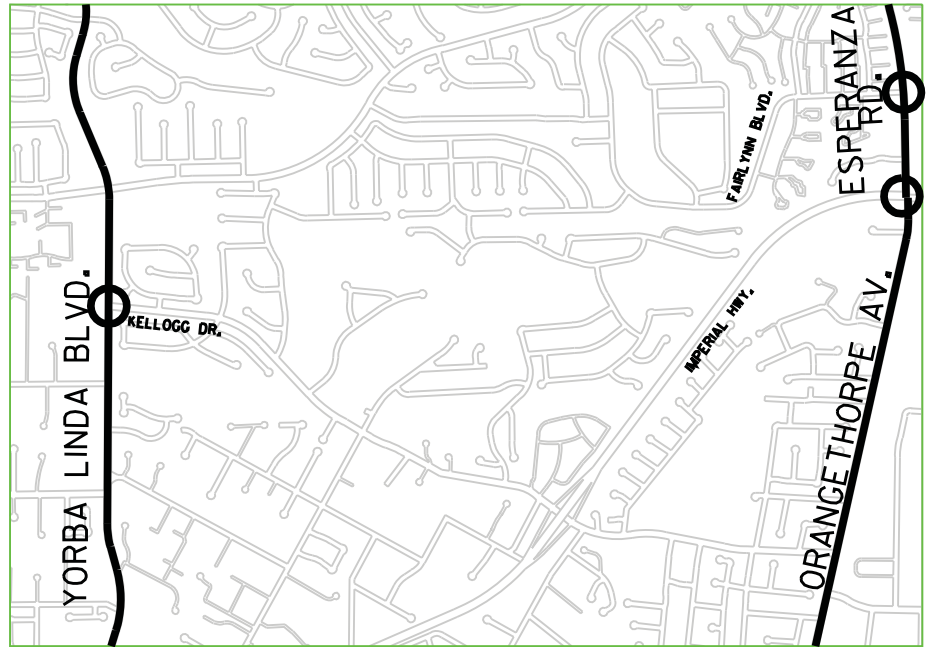 ESPERANZA
RD.
FAIRLYNN BLVD.
YORBA LINDA BLVD.
KELLOGG DR.
IMPERIAL HWY.
ORANGETHORPE AV.